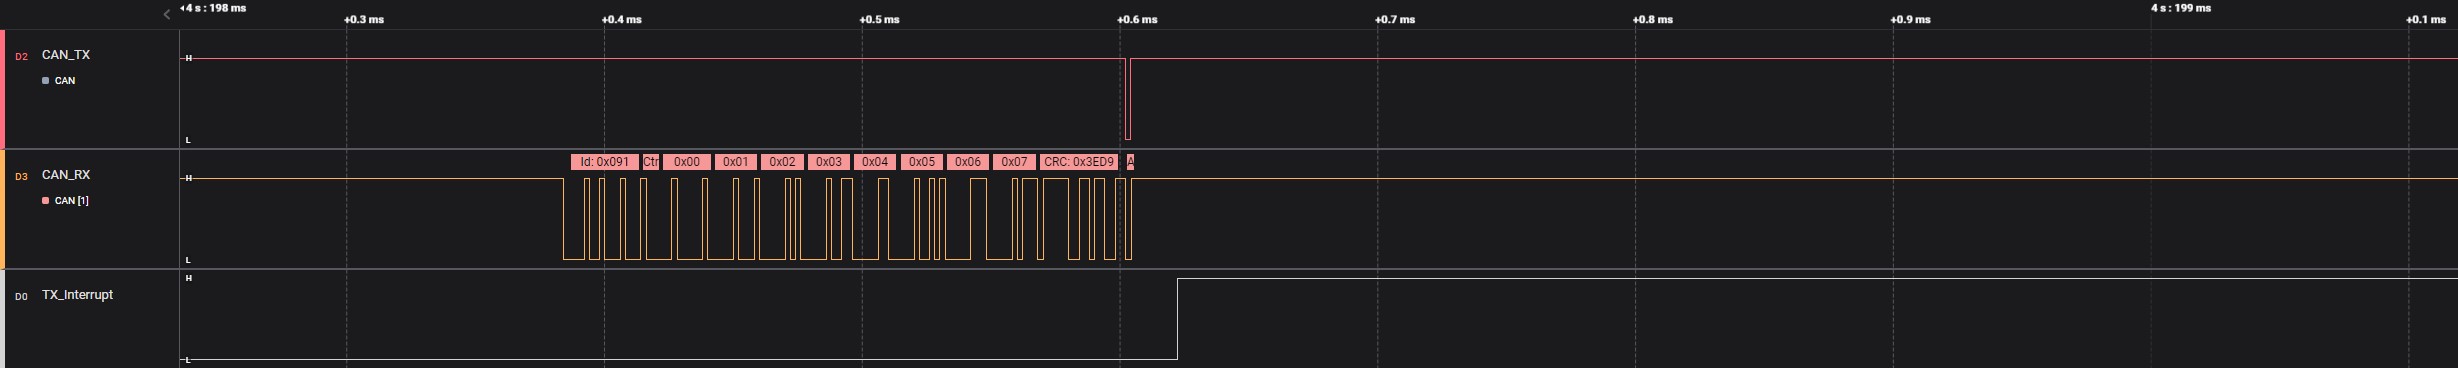 4 s : 198 ms
4 s : 199 ms
+0.3 ms +0.4 ms +0.5 ms +0.6 ms +0.7 ms +0.8 ms +0.9 ms +0.1 ms
D2 CAN_TX H
CAN
L
Id: 0x091 Ctr 0x00 0x01 0x02 0x03 0x04 0x05 0x06 0x07 CRC: 0x3ED9 A
D3 CAN_RX H
CAN [1]
L
H
D0 TX_Interrupt
L